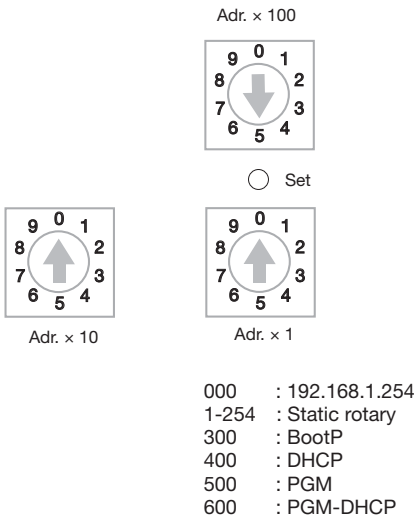 Adr. × 100
9 0 1
8 2
7 3
6 5 4
Set
9 0 1
8 2
7 3
6 5 4
Adr. × 10
9 0 1
8 2
7 3
6 5 4
Adr. × 1
000 : 192.168.1.254
1-254 : Static rotary
300 : BootP
400 : DHCP
500 : PGM
600 : PGM-DHCP